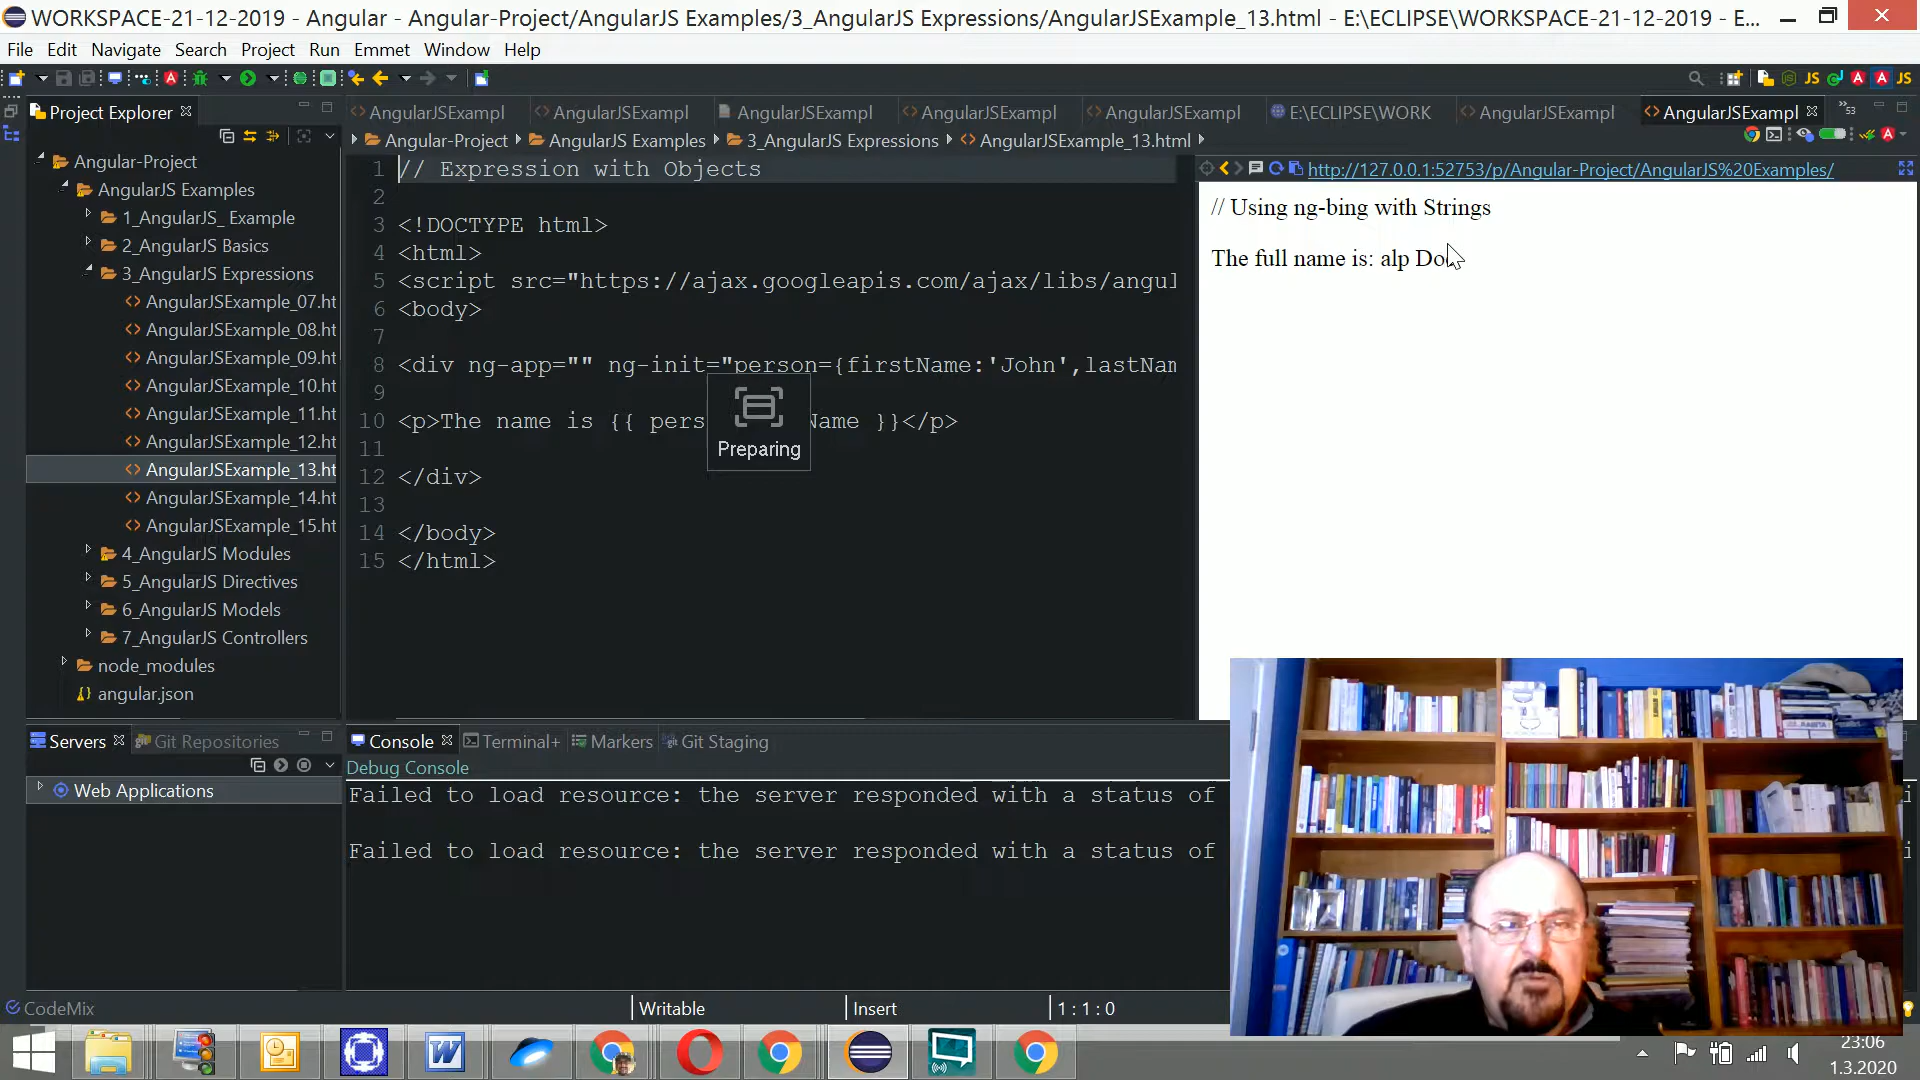 WORKSPACE-21-12-2019 - Angular - Angular-Project/AngularJS Examples/3_AngularJS Expressions/AngularJSExample_13.html - E:\ECLIPSE\WORKSPACE-21-12-2019 - E...
File Edit Navigate Search Project Run Emmet Window Help
Project Explorer
AngularJSExampl AngularJSExampl AngularJSExampl AngularJSExampl AngularJSExampl E:\ECLIPSE\WORK AngularJSExampl AngularJSExampl 53
Angular-Project AngularJS Examples 3_AngularJS Expressions AngularJSExample_13.html
Angular-Project
AngularJS Examples
1_AngularJS_ Example
2_AngularJS Basics
3_AngularJS Expressions
AngularJSExample_07.ht
AngularJSExample_08.ht
AngularJSExample_09.ht
AngularJSExample_10.ht
AngularJSExample_11.ht
AngularJSExample_12.ht
AngularJSExample_13.ht
AngularJSExample_14.ht
AngularJSExample_15.ht
4_AngularJS Modules
5_AngularJS Directives
6_AngularJS Models
7_AngularJS Controllers
node_modules
angular.json
1 // Expression with Objects
2
3 <!DOCTYPE html>
4 <html>
5 <script src="https://ajax.googleapis.com/ajax/libs/angul
6 <body>
7
8 <div ng-app="" ng-init="person={firstName:'John',lastNam
9
10 <p>The name is {{ pers Name }}</p>
11
12 </div>
13
14 </body>
15 </html>
Preparing
http://127.0.0.1:52753/p/Angular-Project/AngularJS%20Examples/
// Using ng-bing with Strings
The full name is: alp
Servers Git Repositories
Web Applications
Console Terminal+ Markers Git Staging
Debug Console
Failed to load resource: the server responded with a status of
Failed to load resource: the server responded with a status of
CodeMix Writable Insert 1 : 1 : 0
23:06
1.3.2020